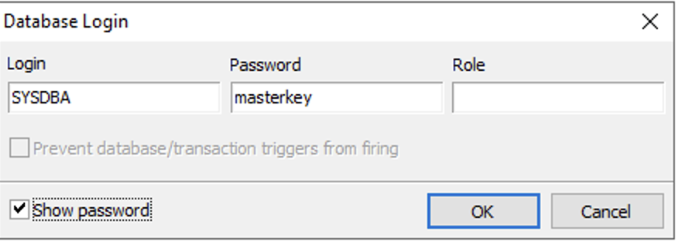 Database Login
Login Password Role
SYSDBA masterkey
Prevent database/transaction triggers from firing
Show password OK Cancel